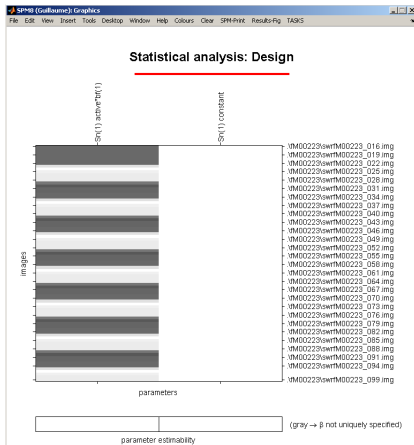 SPM8 (Guillaume): Graphics
File Edit View Insert Tools Desktop Window Help Colours Clear SPM-Print Results-Fig TASKS
Statistical analysis: Design
Sn(1) active*bf(1)
Sn(1) constant
.\fM00223\swrfM00223_016.img
.\fM00223\swrfM00223_019.img
.\fM00223\swrfM00223_022.img
.\fM00223\swrfM00223_025.img
.\fM00223\swrfM00223_028.img
.\fM00223\swrfM00223_031.img
.\fM00223\swrfM00223_034.img
.\fM00223\swrfM00223_037.img
.\fM00223\swrfM00223_040.img
.\fM00223\swrfM00223_043.img
.\fM00223\swrfM00223_046.img
.\fM00223\swrfM00223_049.img
.\fM00223\swrfM00223_052.img
.\fM00223\swrfM00223_055.img
.\fM00223\swrfM00223_058.img
.\fM00223\swrfM00223_061.img
.\fM00223\swrfM00223_064.img
.\fM00223\swrfM00223_067.img
.\fM00223\swrfM00223_070.img
.\fM00223\swrfM00223_073.img
.\fM00223\swrfM00223_076.img
.\fM00223\swrfM00223_079.img
.\fM00223\swrfM00223_082.img
.\fM00223\swrfM00223_085.img
.\fM00223\swrfM00223_088.img
.\fM00223\swrfM00223_091.img
.\fM00223\swrfM00223_094.img
.\fM00223\swrfM00223_099.img
images
parameters
(gray → β not uniquely specified)
parameter estimability